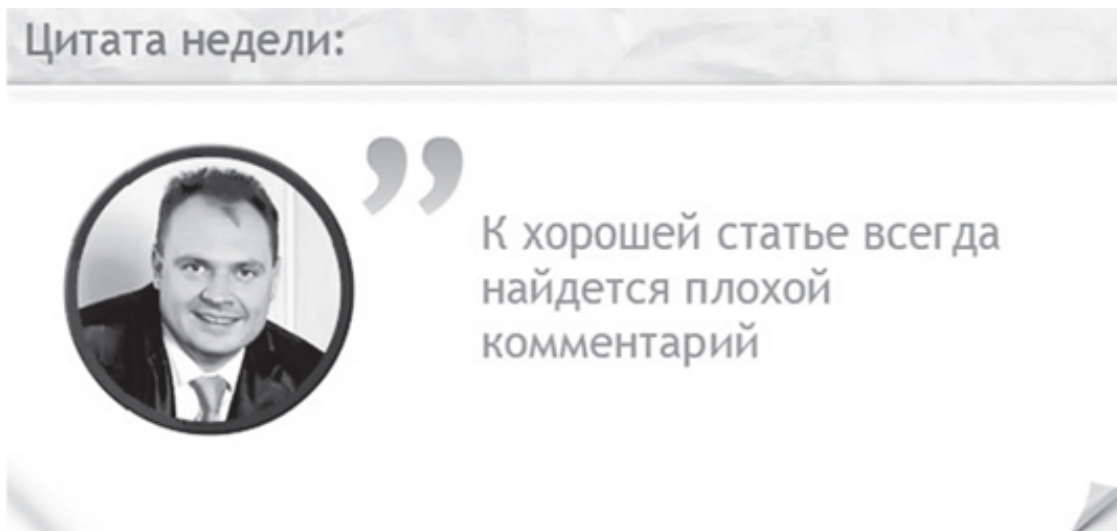 Цитата недели:
”
К хорошей статье всегда
найдется плохой
комментарий